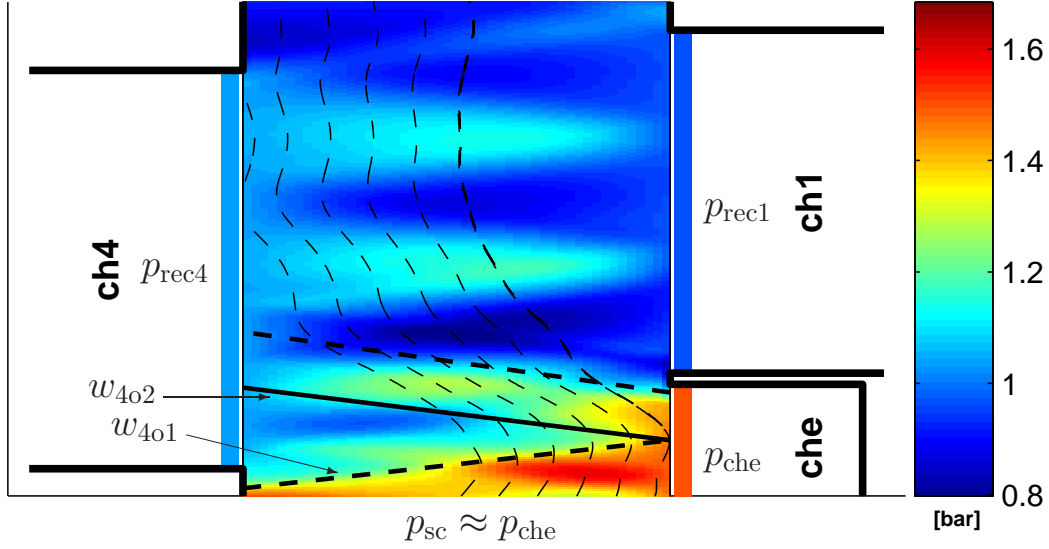 1.6
1.4
1.2
1
0.8
[bar]
ch4
p_rec4
p_rec1
ch1
w_4o2
w_4o1
p_che
che
p_sc ≈ p_che